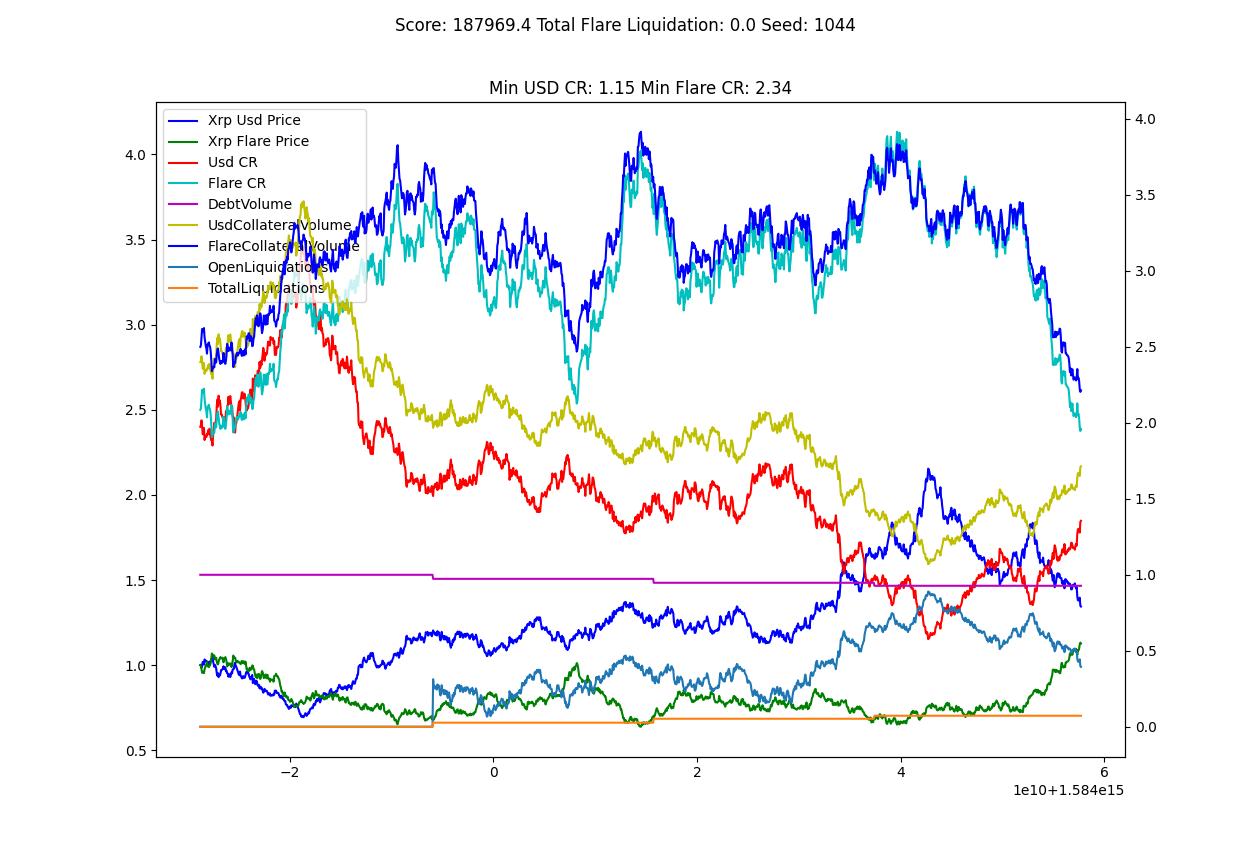 Score: 187969.4 Total Flare Liquidation: 0.0 Seed: 1044
Min USD CR: 1.15 Min Flare CR: 2.34
Xrp Usd Price
Xrp Flare Price
Usd CR
Flare CR
DebtVolume
UsdCollateralVolume
FlareCollateralVolume
OpenLiquidations
TotalLiquidations
4.0
3.5
3.0
2.5
2.0
1.5
1.0
0.5
4.0
3.5
3.0
2.5
2.0
1.5
1.0
0.5
0.0
−2
0
2
4
6
1e10+1.584e15